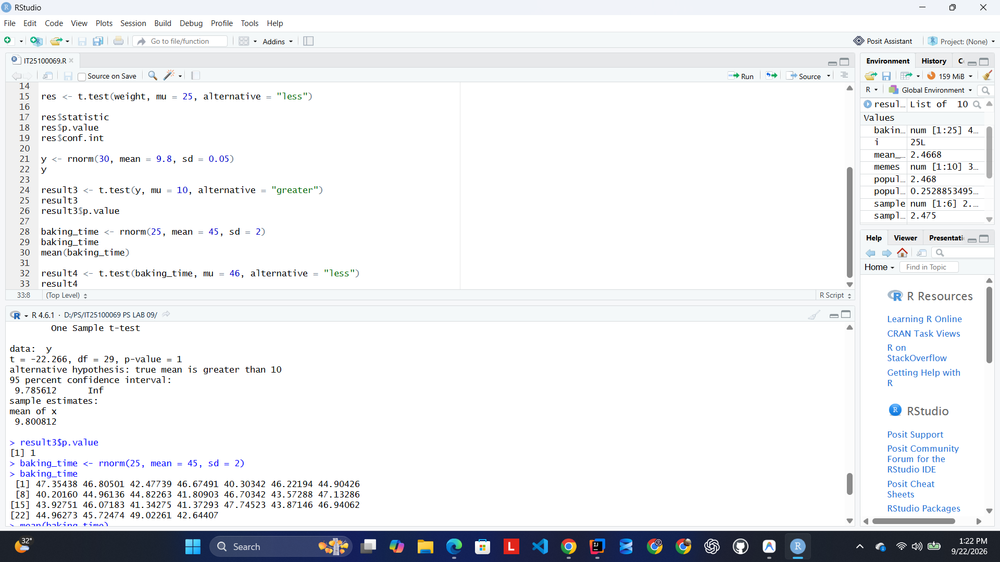 RStudio
File Edit Code View Plots Session Build Debug Profile Tools Help
Go to file/function Addins Posit Assistant Project: (None)
IT25100069.R
Source on Save Run Source
14
15 res <- t.test(weight, mu = 25, alternative = "less")
16
17 res$statistic
18 res$p.value
19 res$conf.int
20
21 y <- rnorm(30, mean = 9.8, sd = 0.05)
22 y
23
24 result3 <- t.test(y, mu = 10, alternative = "greater")
25 result3
26 result3$p.value
27
28 baking_time <- rnorm(25, mean = 45, sd = 2)
29 baking_time
30 mean(baking_time)
31
32 result4 <- t.test(baking_time, mu = 46, alternative = "less")
33 result4
33:8 (Top Level) R Script
R 4.6.1 · D:/PS/IT25100069 PS LAB 09/
One Sample t-test
data:  y
t = -22.266, df = 29, p-value = 1
alternative hypothesis: true mean is greater than 10
95 percent confidence interval:
9.785612 Inf
sample estimates:
mean of x
9.800812
> result3$p.value
[1] 1
> baking_time <- rnorm(25, mean = 45, sd = 2)
> baking_time
[1] 47.35438 46.80501 42.47739 46.67491 40.30342 46.22194 44.90426
[8] 40.20160 44.96136 44.82263 41.80903 46.70342 43.57288 47.13286
[15] 43.92751 46.07183 41.34275 41.37293 47.74523 43.87146 46.94062
[22] 44.96273 45.72474 49.02261 42.64407
> mean(baking_time)
Environment History C
159 MiB
R Global Environment
resul… List of 10
Values
bakin… num [1:25] 4…
i 25L
mean_… 2.4668
memes num [1:10] 3…
popul… 2.468
popul… 0.2528853495…
sample num [1:6] 2.…
sampl… 2.475
Help Viewer Presentati
Home Find in Topic
R Resources
Learning R Online
CRAN Task Views
R on
StackOverflow
Getting Help with
R
RStudio
Posit Support
Posit Community
Forum for the
RStudio IDE
Posit Cheat
Sheets
RStudio Packages
32°
Search
1:22 PM
9/22/2026